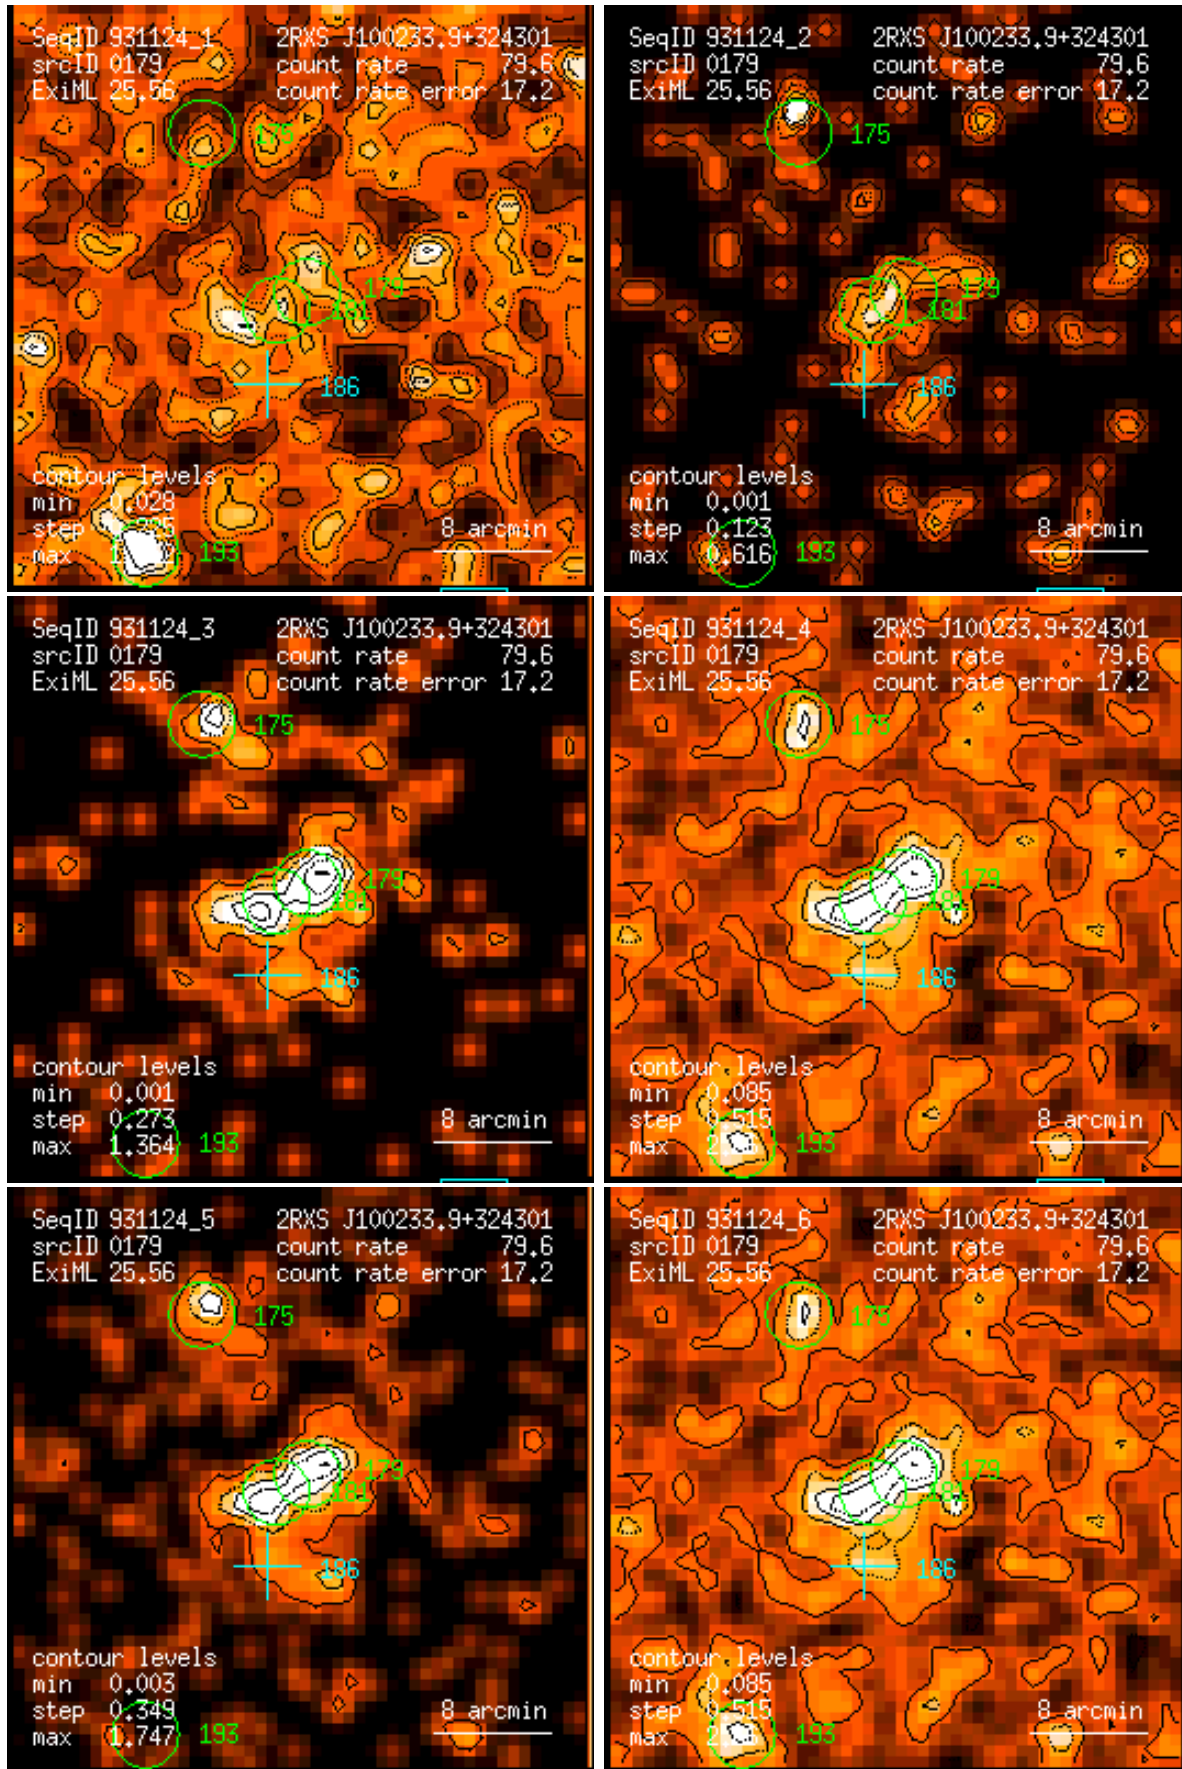 SeqID 931124_1 2RXS J100233.9+324301
srcID 0179 count rate 79.6
ExiML 25.56 count rate error 17.2
175
179
181
186
contour levels
min 0.028
step
max
193
8 arcmin
SeqID 931124_2 2RXS J100233.9+324301
srcID 0179 count rate 79.6
ExiML 25.56 count rate error 17.2
175
179
181
186
contour levels
min 0.001
step 0.123
max 0.616
193
8 arcmin
SeqID 931124_3 2RXS J100233.9+324301
srcID 0179 count rate 79.6
ExiML 25.56 count rate error 17.2
175
179
181
186
contour levels
min 0.001
step 0.273
max 1.364
193
8 arcmin
SeqID 931124_4 2RXS J100233.9+324301
srcID 0179 count rate 79.6
ExiML 25.56 count rate error 17.2
175
179
181
186
contour levels
min 0.085
step 0.515
max
193
8 arcmin
SeqID 931124_5 2RXS J100233.9+324301
srcID 0179 count rate 79.6
ExiML 25.56 count rate error 17.2
175
179
181
186
contour levels
min 0.003
step 0.349
max 1.747
193
8 arcmin
SeqID 931124_6 2RXS J100233.9+324301
srcID 0179 count rate 79.6
ExiML 25.56 count rate error 17.2
175
179
181
186
contour levels
min 0.085
step 0.515
max
193
8 arcmin